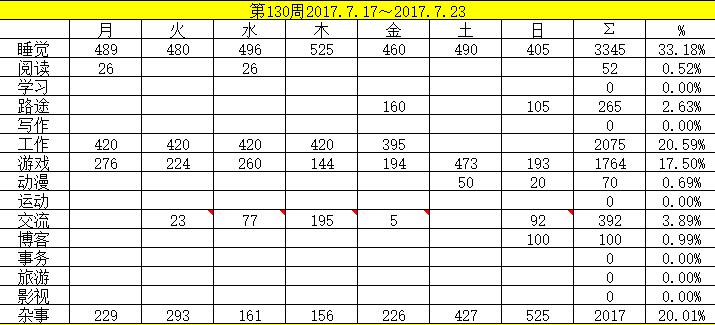 第130周2017.7.17～2017.7.23
月 火 水 木 金 土 日 Σ %
睡觉 489 480 496 525 460 490 405 3345 33.18%
阅读 26 26 52 0.52%
学习 0 0.00%
路途 160 105 265 2.63%
写作 0 0.00%
工作 420 420 420 420 395 2075 20.59%
游戏 276 224 260 144 194 473 193 1764 17.50%
动漫 50 20 70 0.69%
运动 0 0.00%
交流 23 77 195 5 92 392 3.89%
博客 100 100 0.99%
事务 0 0.00%
旅游 0 0.00%
影视 0 0.00%
杂事 229 293 161 156 226 427 525 2017 20.01%